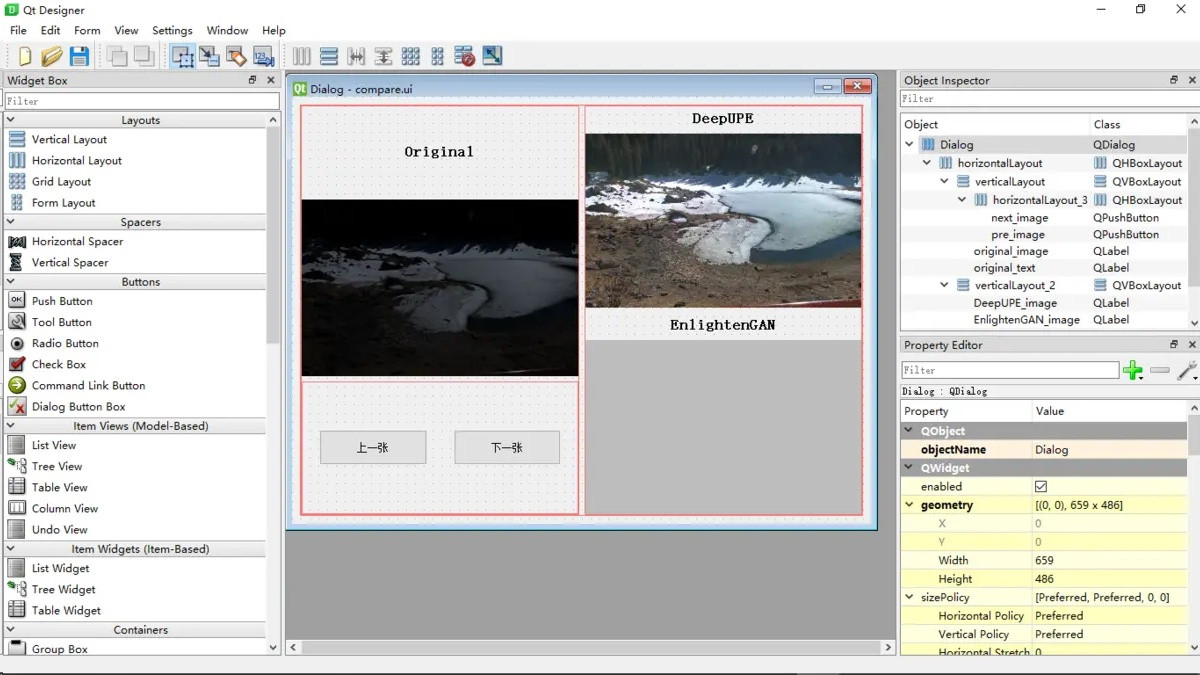 Qt Designer
File Edit Form View Settings Window Help
Widget Box
Filter
Layouts
Vertical Layout
Horizontal Layout
Grid Layout
Form Layout
Spacers
Horizontal Spacer
Vertical Spacer
Buttons
OK Push Button
Tool Button
Radio Button
Check Box
Command Link Button
Dialog Button Box
Item Views (Model-Based)
List View
Tree View
Table View
Column View
Undo View
Item Widgets (Item-Based)
List Widget
Tree Widget
Table Widget
Containers
Group Box
Dialog - compare.ui
Original
上一张
下一张
DeepUPE
EnlightenGAN
Object Inspector
Filter
Object Class
Dialog QDialog
horizontalLayout QHBoxLayout
verticalLayout QVBoxLayout
horizontalLayout_3 QHBoxLayout
next_image QPushButton
pre_image QPushButton
original_image QLabel
original_text QLabel
verticalLayout_2 QVBoxLayout
DeepUPE_image QLabel
EnlightenGAN_image QLabel
Property Editor
Filter
Dialog : QDialog
Property Value
QObject
objectName Dialog
QWidget
enabled
geometry [(0, 0), 659 x 486]
X 0
Y 0
Width 659
Height 486
sizePolicy [Preferred, Preferred, 0, 0]
Horizontal Policy Preferred
Vertical Policy Preferred
Horizontal Stretch 0